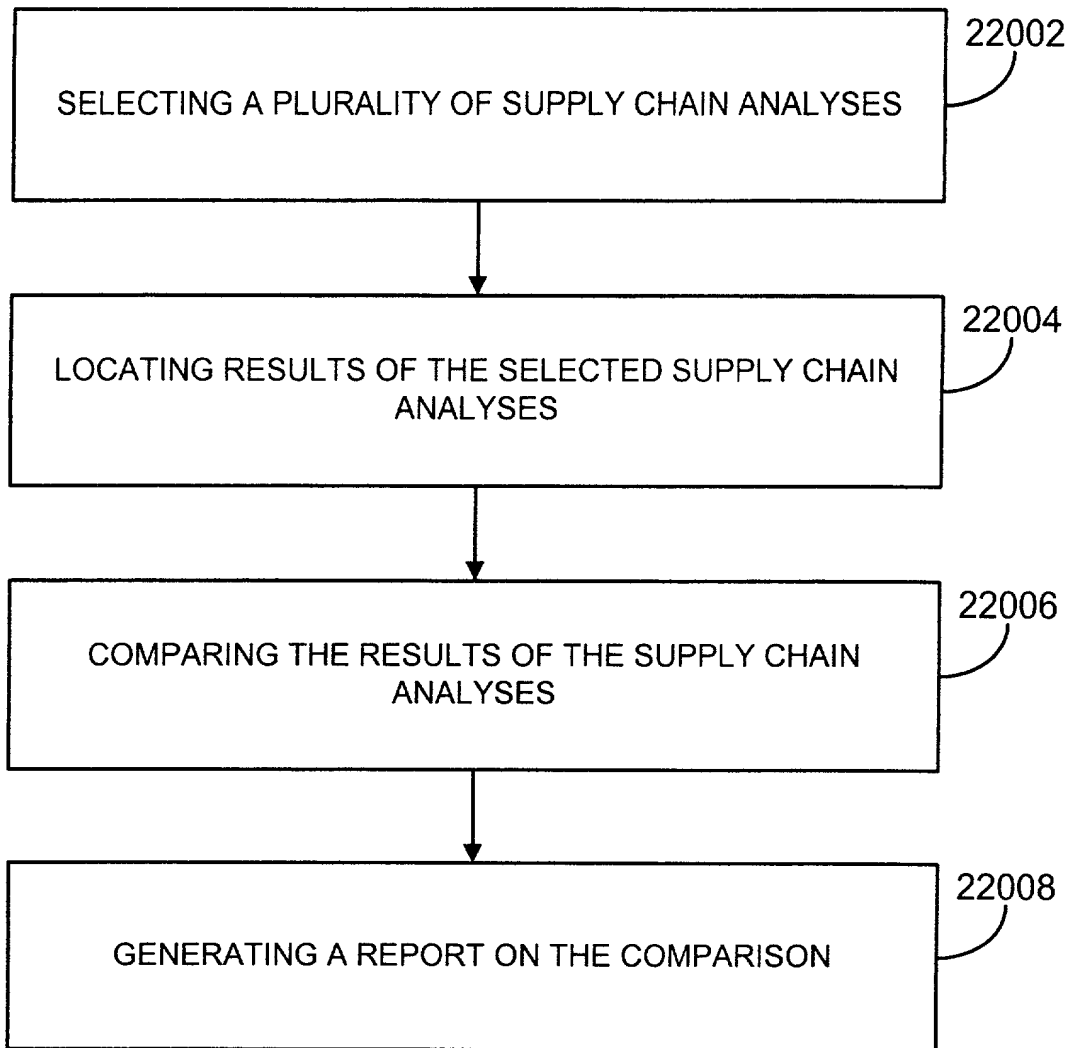 22002
SELECTING A PLURALITY OF SUPPLY CHAIN ANALYSES
22004
LOCATING RESULTS OF THE SELECTED SUPPLY CHAIN
ANALYSES
22006
COMPARING THE RESULTS OF THE SUPPLY CHAIN
ANALYSES
22008
GENERATING A REPORT ON THE COMPARISON